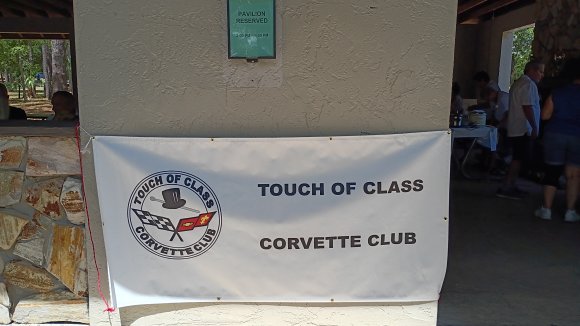 PAVILION
RESERVED
TOUCH OF CLASS
CORVETTE CLUB
TOUCH OF CLASS
CORVETTE CLUB